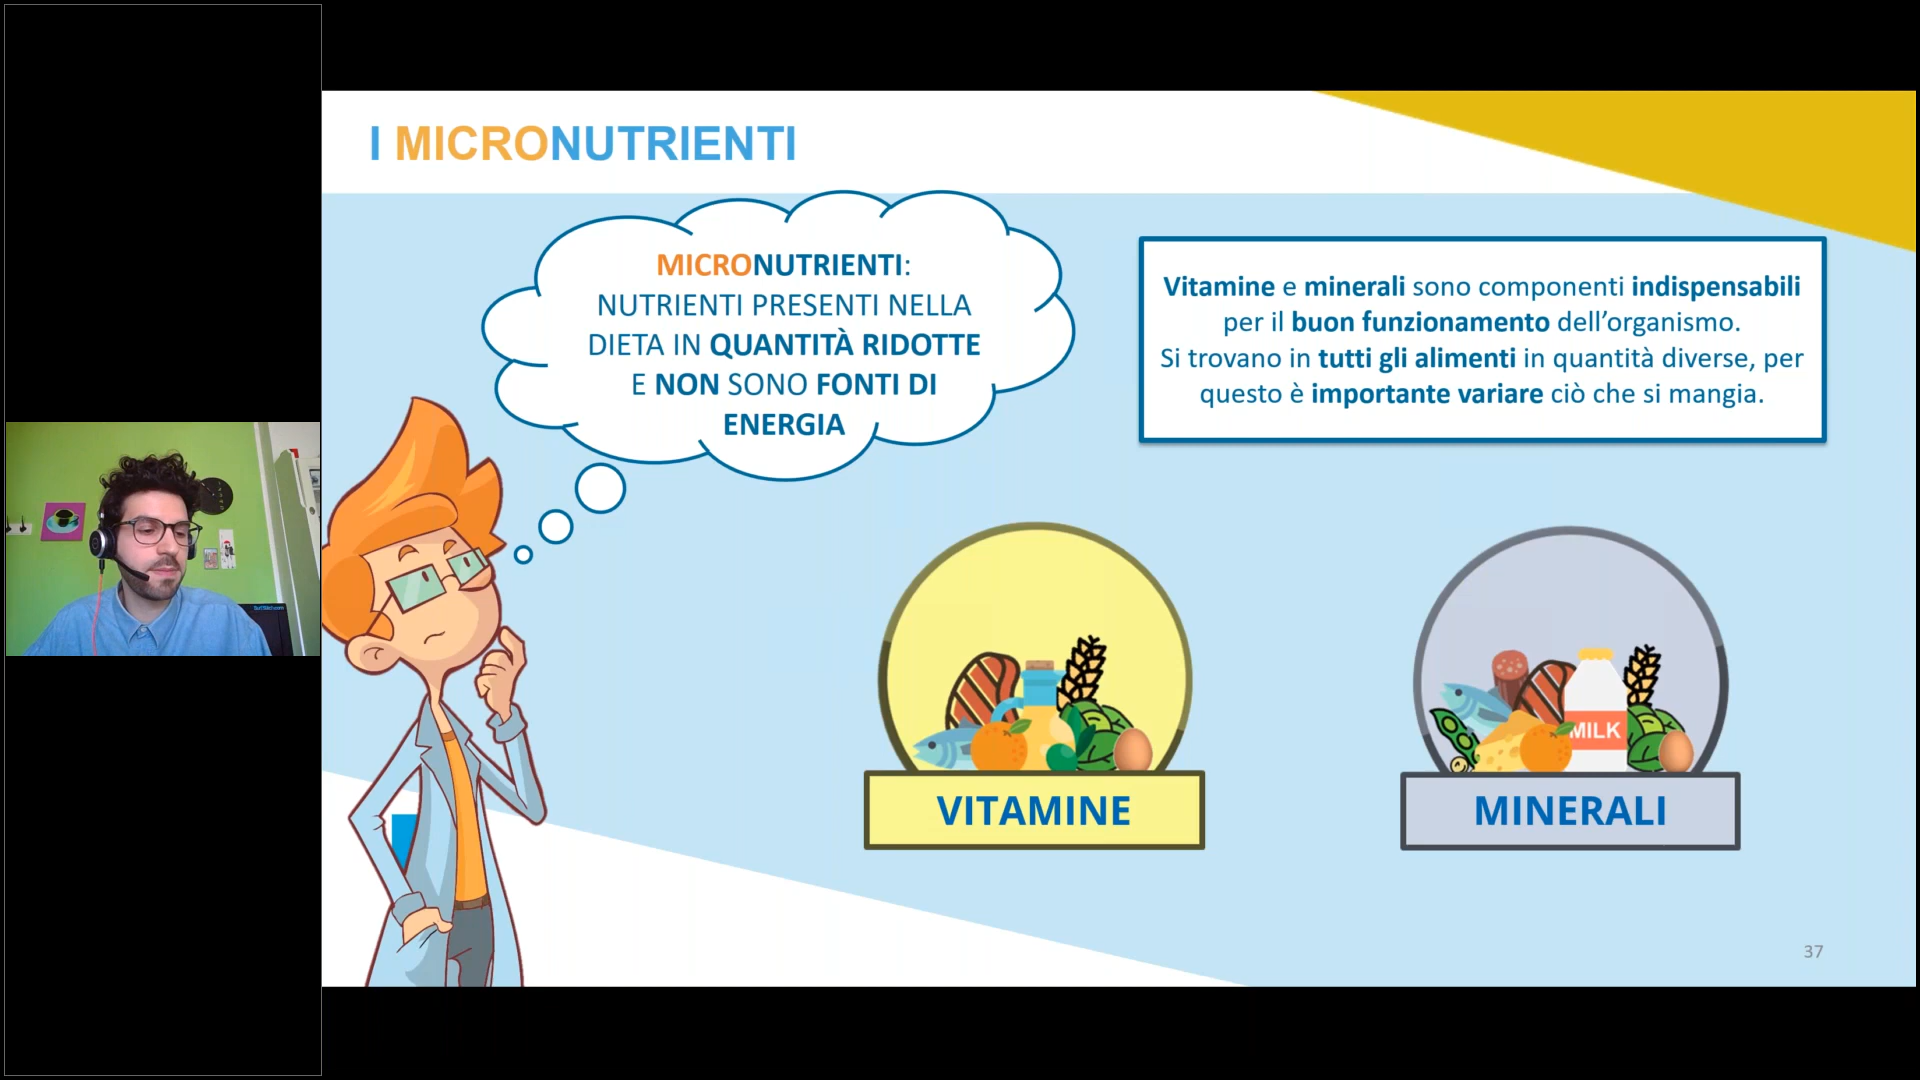 I MICRONUTRIENTI
MICRONUTRIENTI:
NUTRIENTI PRESENTI NELLA
DIETA IN QUANTITÀ RIDOTTE
E NON SONO FONTI DI
ENERGIA
Vitamine e minerali sono componenti indispensabili
per il buon funzionamento dell’organismo.
Si trovano in tutti gli alimenti in quantità diverse, per
questo è importante variare ciò che si mangia.
MILK
VITAMINE
MINERALI
37